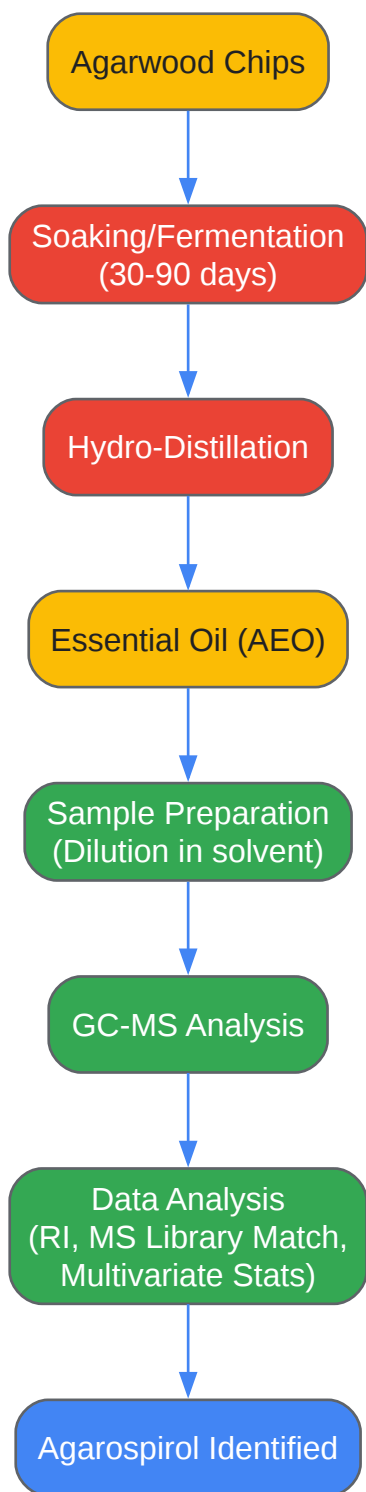 Agarwood Chips
Soaking/Fermentation
(30-90 days)
Hydro-Distillation
Essential Oil (AEO)
Sample Preparation
(Dilution in solvent)
GC-MS Analysis
Data Analysis
(RI, MS Library Match,
Multivariate Stats)
Agarospirol Identified